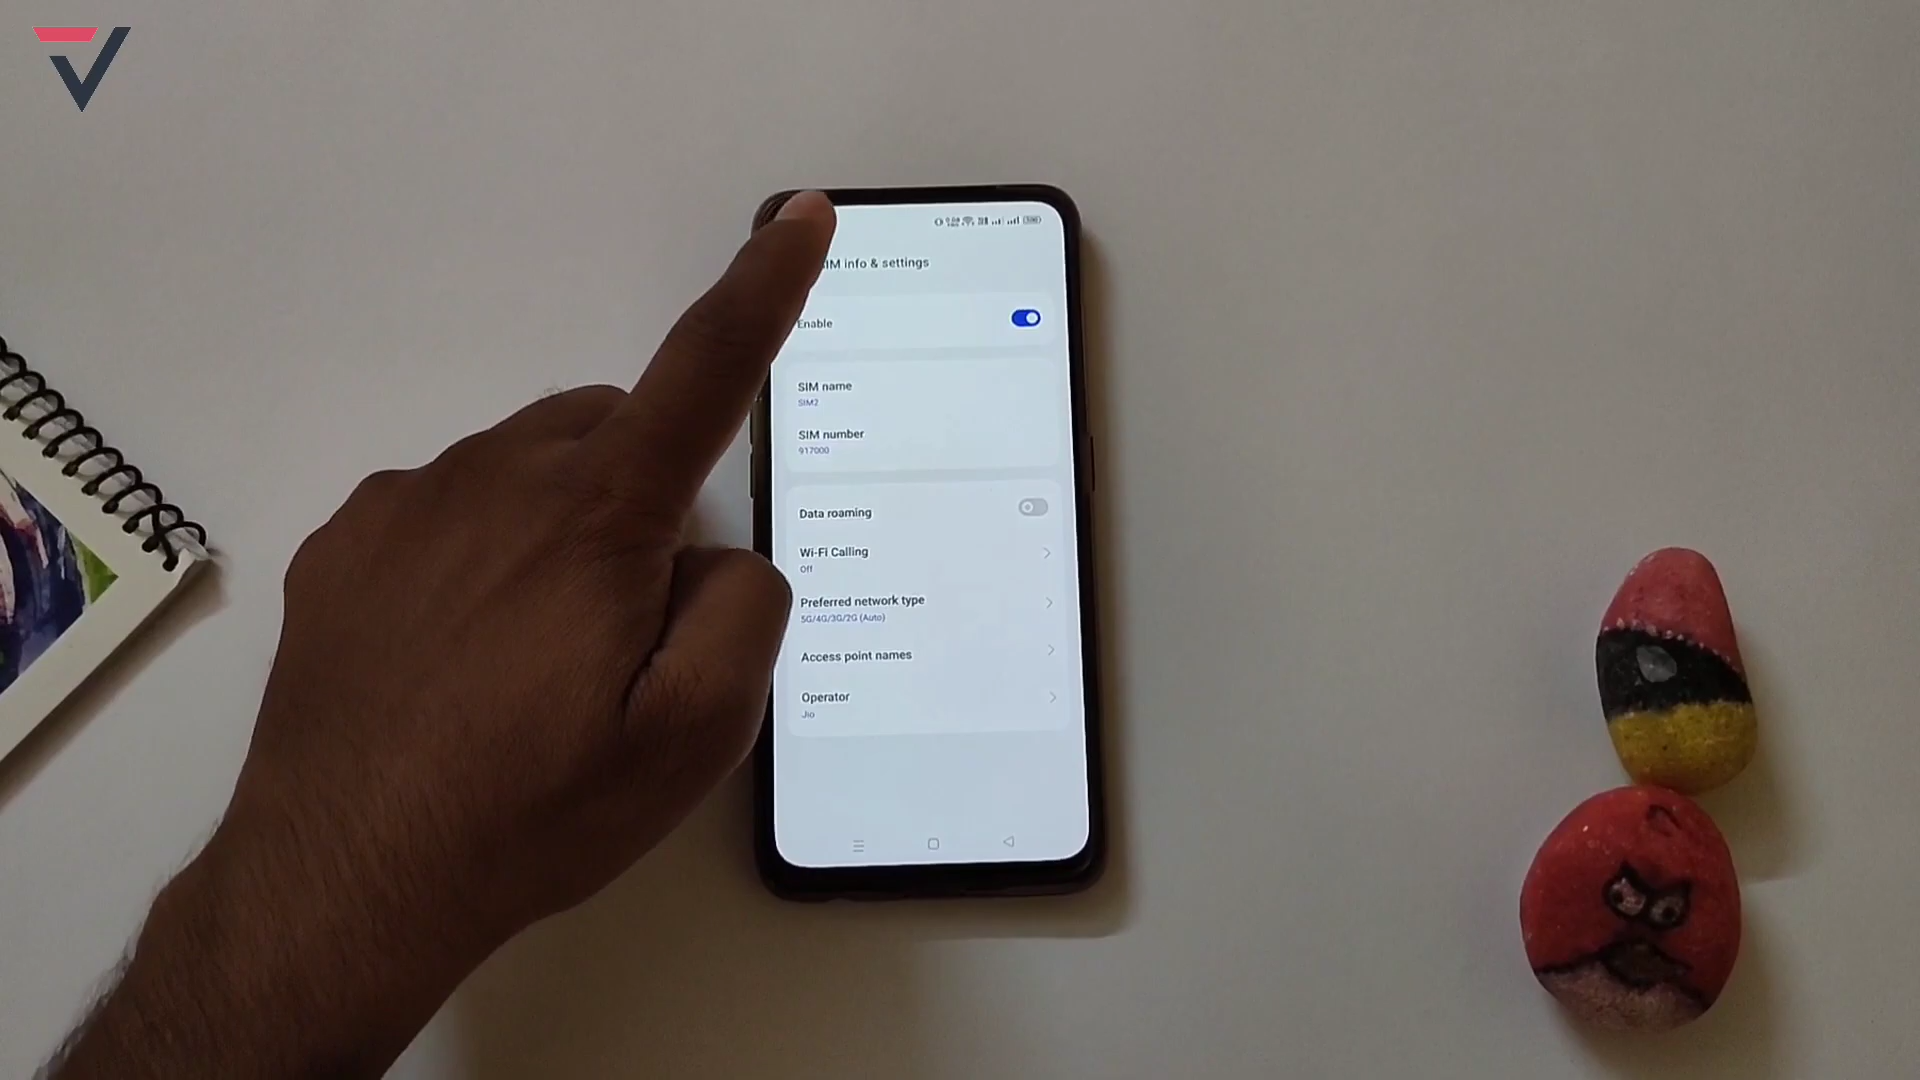 IM info & settings
Enable
SIM name
SIM2
SIM number
917000
Data roaming
Wi-Fi Calling
Off
Preferred network type
5G/4G/3G/2G (Auto)
Access point names
Operator
Jio